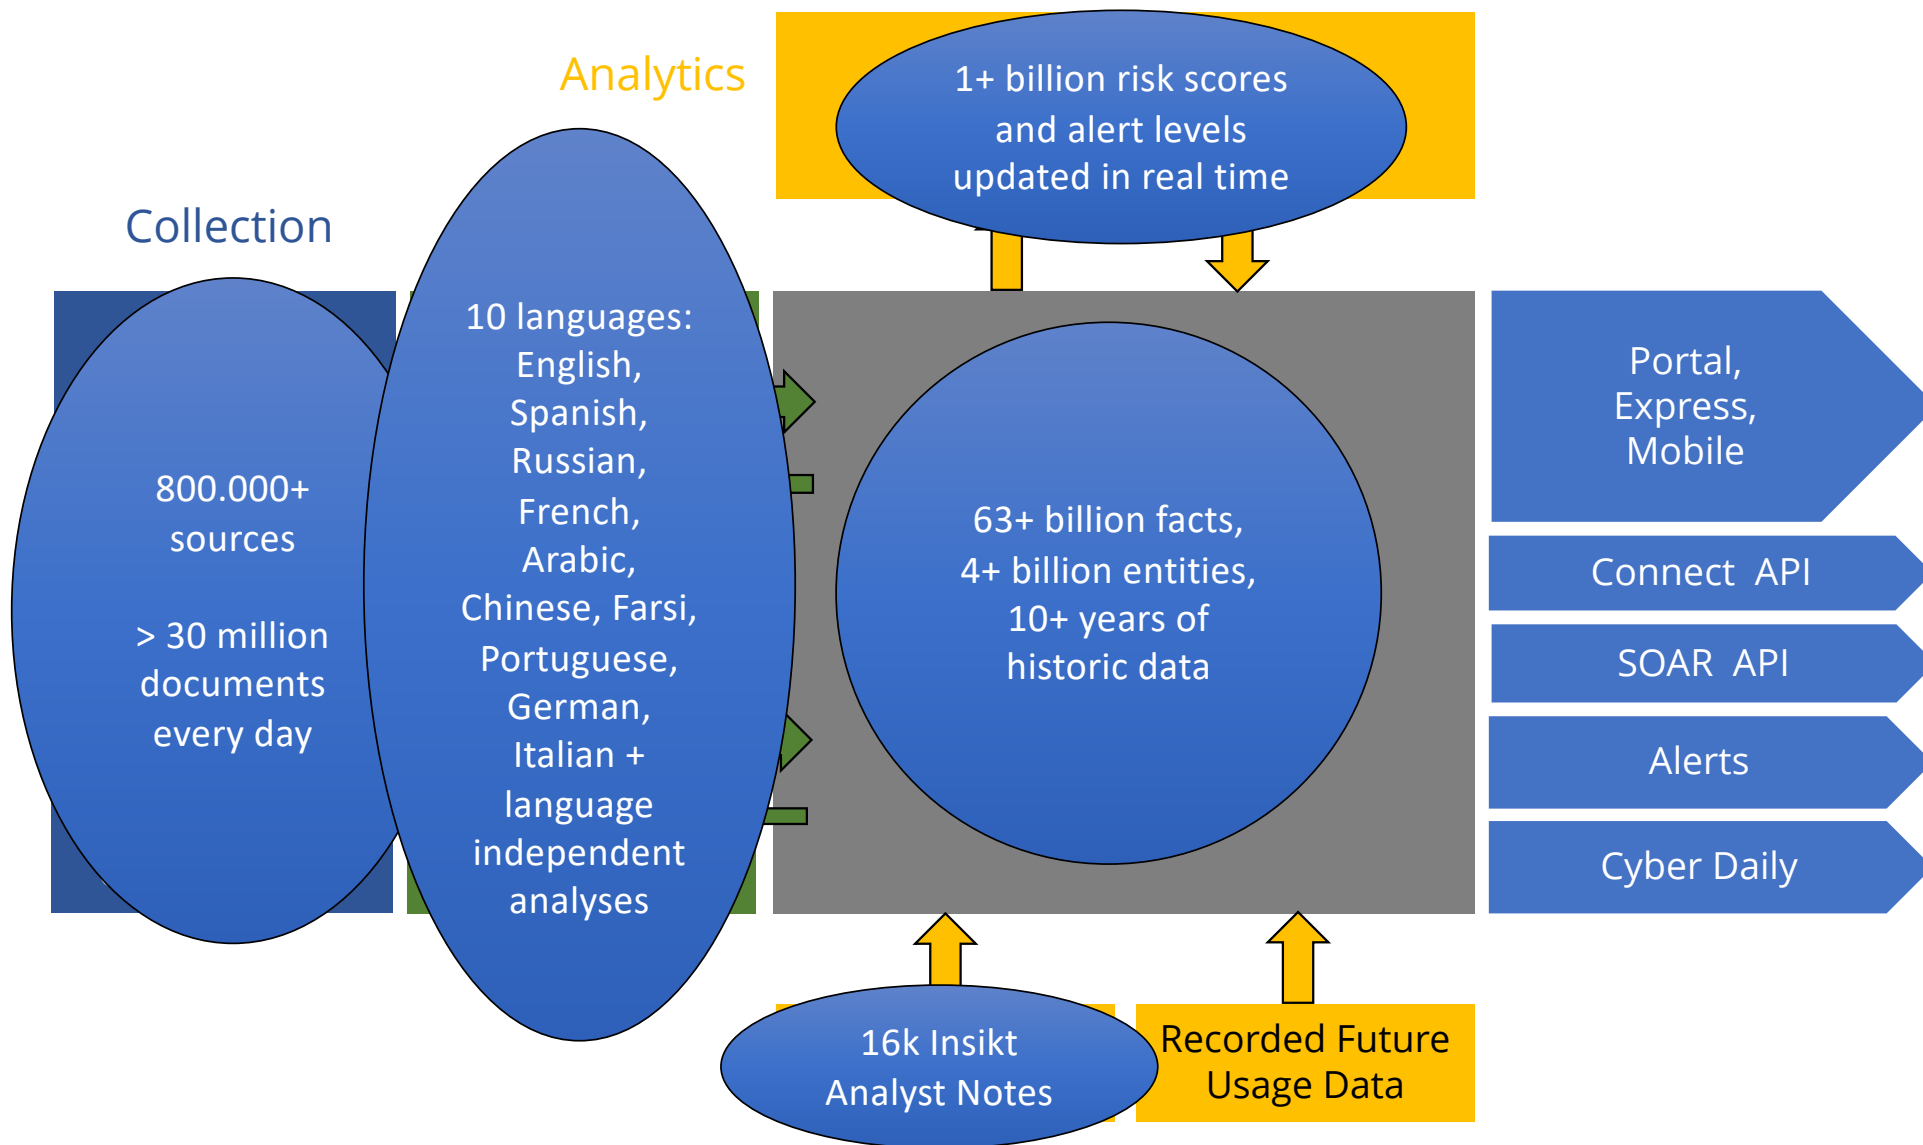 Analytics
1+ billion risk scores
and alert levels
updated in real time
Collection
800.000+
sources
> 30 million
documents
every day
10 languages:
English,
Spanish,
Russian,
French,
Arabic,
Chinese, Farsi,
Portuguese,
German,
Italian +
language
independent
analyses
63+ billion facts,
4+ billion entities,
10+ years of
historic data
Portal,
Express,
Mobile
Connect  API
SOAR  API
Alerts
Cyber Daily
16k Insikt
Analyst Notes
Recorded Future
Usage Data